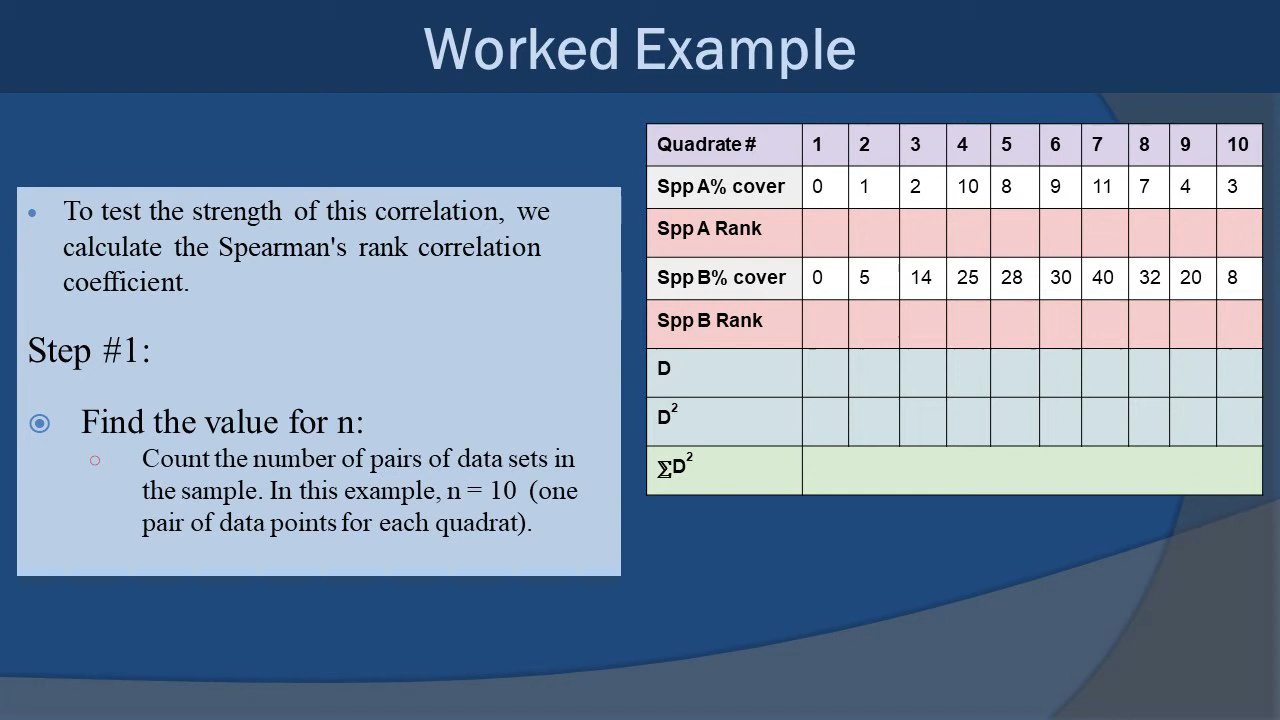 Worked Example
• To test the strength of this correlation, we
calculate the Spearman's rank correlation
coefficient.
Step #1:
Find the value for n:
Count the number of pairs of data sets in
the sample. In this example, n = 10 (one
pair of data points for each quadrat).
Quadrate # 1 2 3 4 5 6 7 8 9 10
Spp A% cover 0 1 2 10 8 9 11 7 4 3
Spp A Rank
Spp B% cover 0 5 14 25 28 30 40 32 20 8
Spp B Rank
D
D²
∑D²